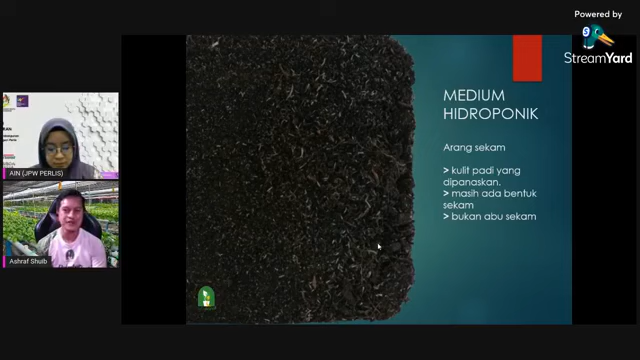 Powered by
StreamYard
AIN (JPW PERLIS)
Ashraf Shuib
MEDIUM
HIDROPONIK
Arang sekam
> kulit padi yang
dipanaskan.
> masih ada bentuk
sekam
> bukan abu sekam